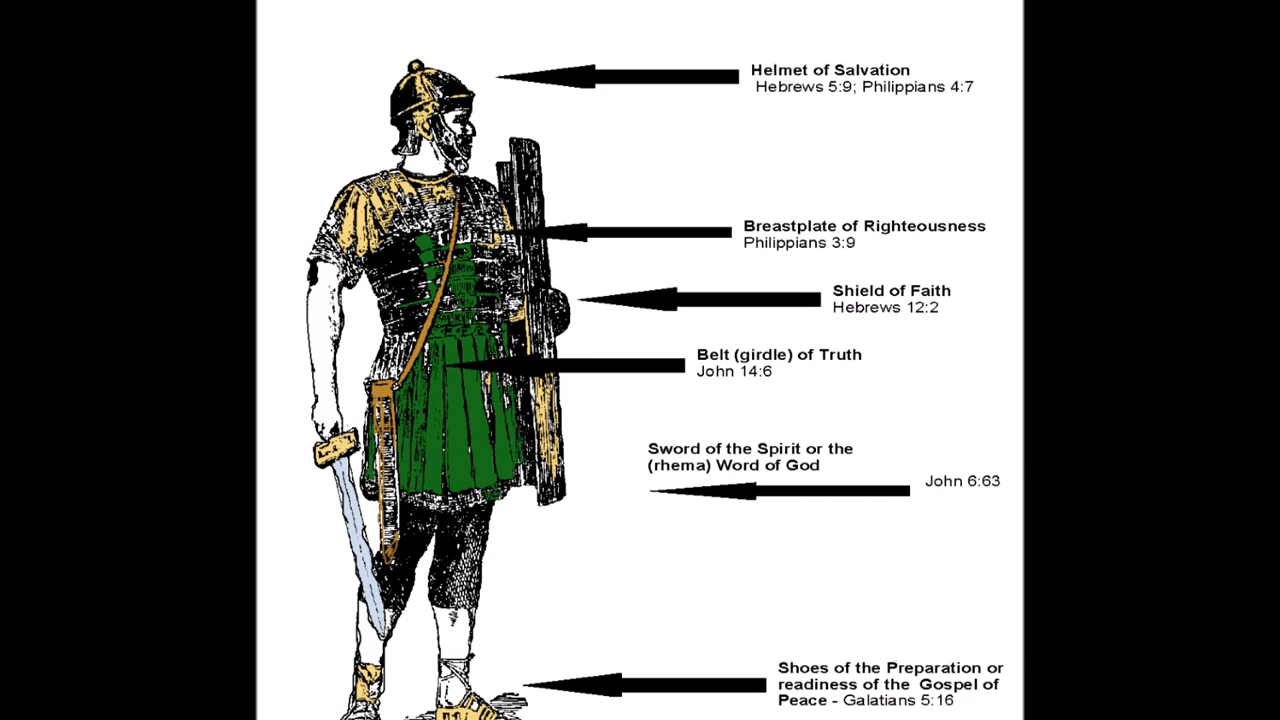 Helmet of Salvation
Hebrews 5:9; Philippians 4:7
Breastplate of Righteousness
Philippians 3:9
Shield of Faith
Hebrews 12:2
Belt (girdle) of Truth
John 14:6
Sword of the Spirit or the
(rhema) Word of God
John 6:63
Shoes of the Preparation or
readiness of the Gospel of
Peace - Galatians 5:16